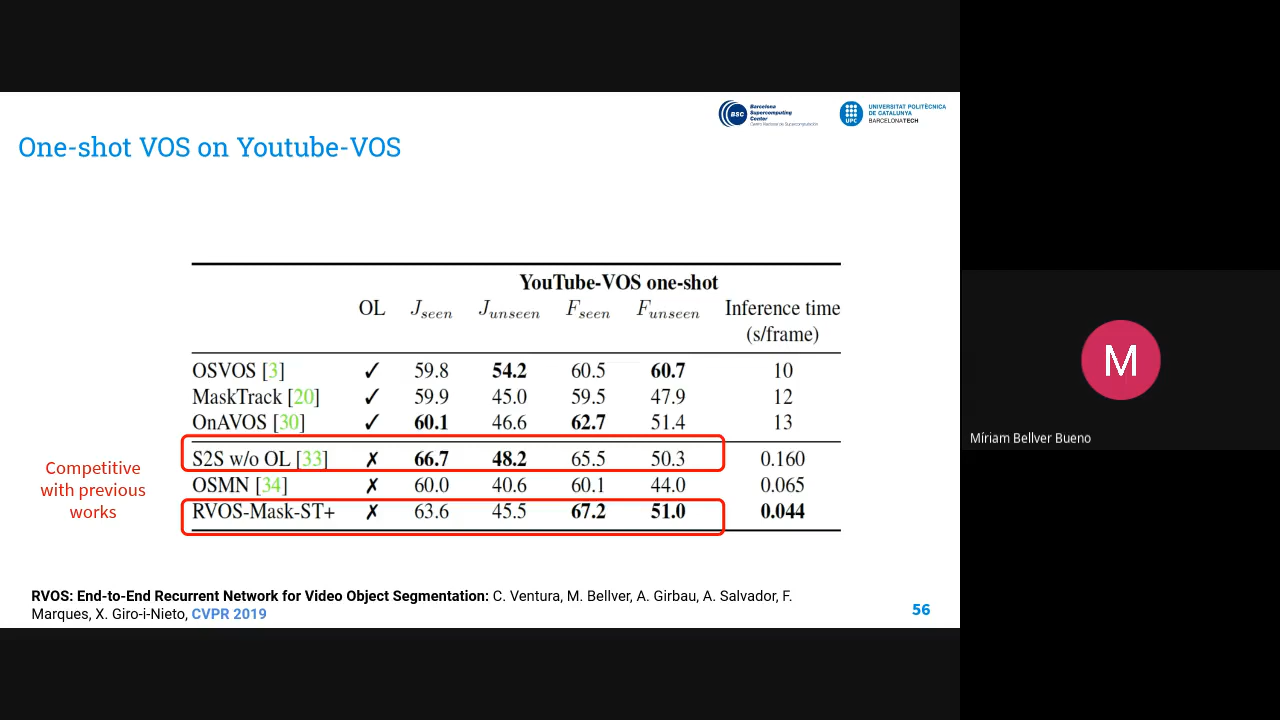 BSC
Barcelona
Supercomputing
Center
Centro Nacional de Supercomputación
UPC
UNIVERSITAT POLITÈCNICA
DE CATALUNYA
BARCELONATECH
One-shot VOS on Youtube-VOS
YouTube-VOS one-shot
OL J_seen J_unseen F_seen F_unseen Inference time
(s/frame)
OSVOS [3] ✓ 59.8 54.2 60.5 60.7 10
MaskTrack [20] ✓ 59.9 45.0 59.5 47.9 12
OnAVOS [30] ✓ 60.1 46.6 62.7 51.4 13
S2S w/o OL [33] ✗ 66.7 48.2 65.5 50.3 0.160
OSMN [34] ✗ 60.0 40.6 60.1 44.0 0.065
RVOS-Mask-ST+ ✗ 63.6 45.5 67.2 51.0 0.044
Competitive
with previous
works
RVOS: End-to-End Recurrent Network for Video Object Segmentation: C. Ventura, M. Bellver, A. Girbau, A. Salvador, F.
Marques, X. Giro-i-Nieto, CVPR 2019
56
M
Míriam Bellver Bueno